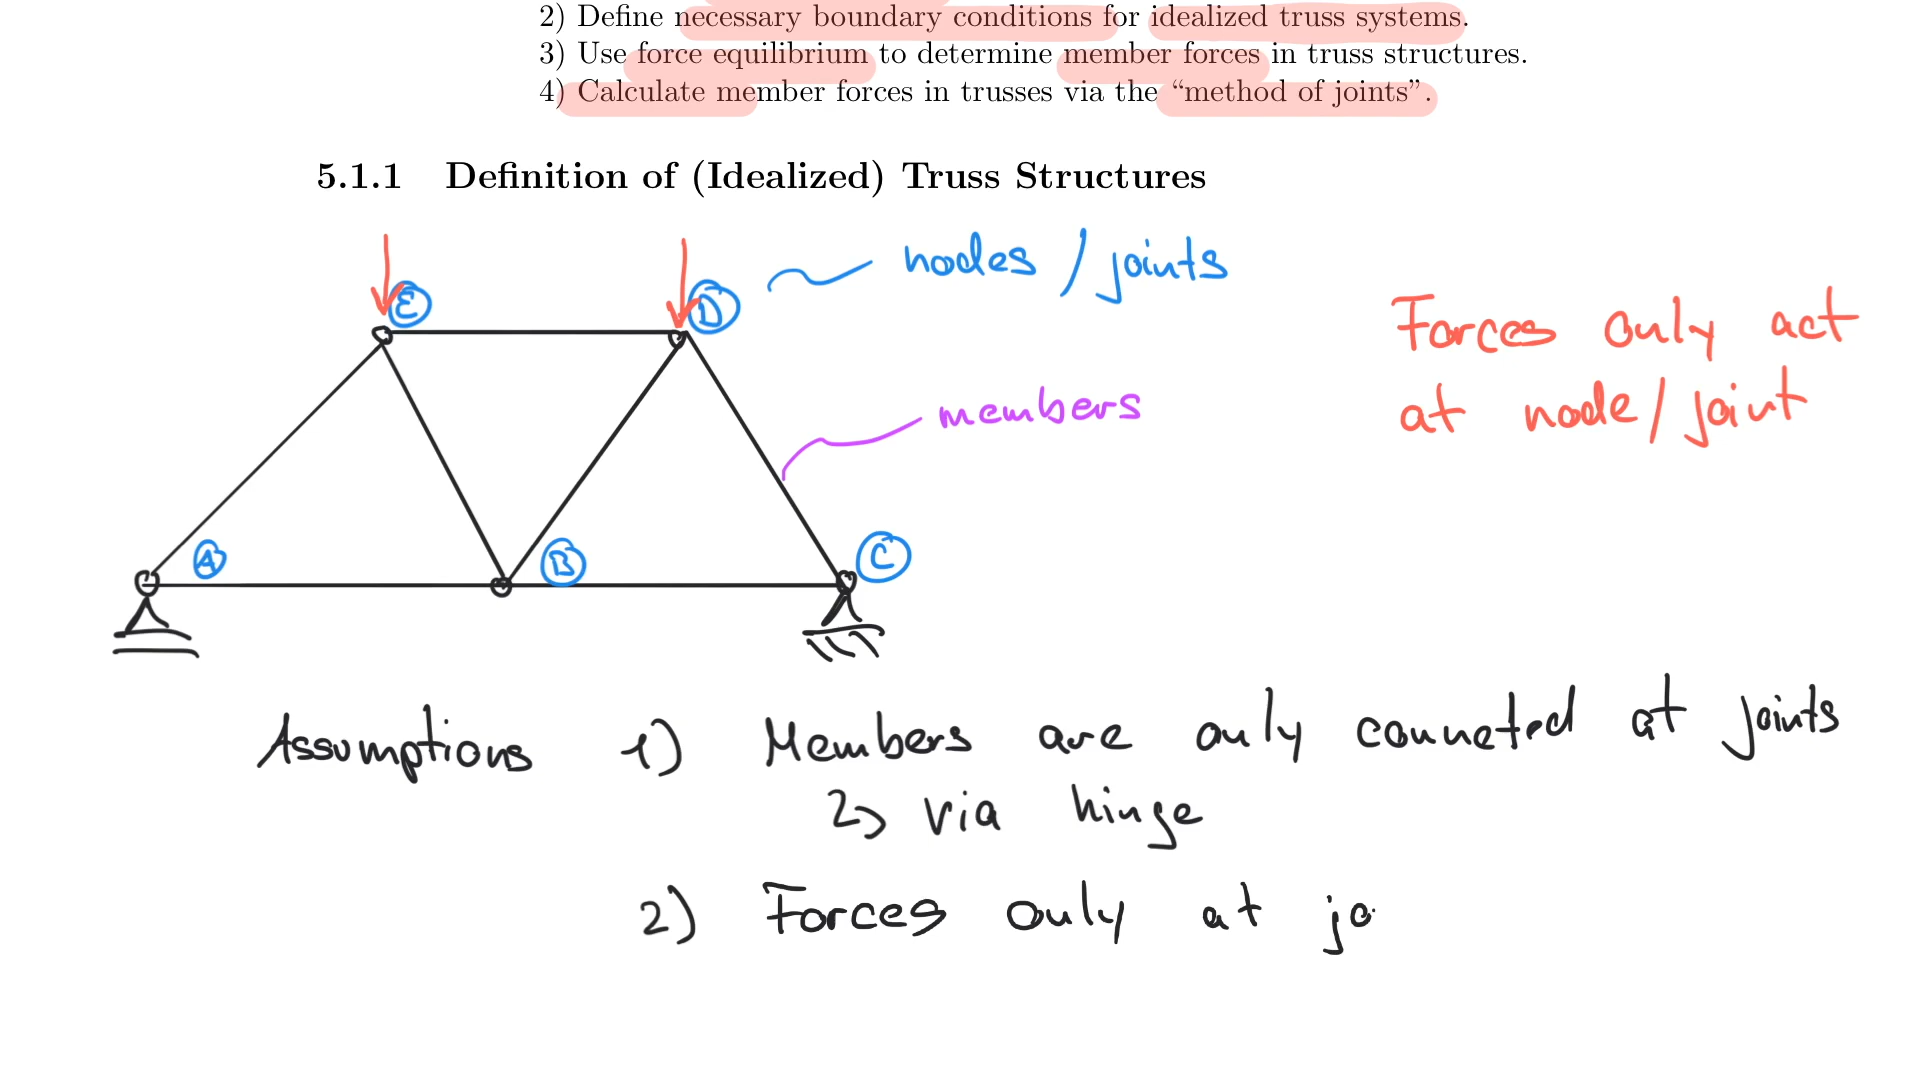 2) Define necessary boundary conditions for idealized truss systems.
3) Use force equilibrium to determine member forces in truss structures.
4) Calculate member forces in trusses via the “method of joints”.
5.1.1 Definition of (Idealized) Truss Structures
nodes / joints
E
D
Forces only act
at node/joint
members
A
B
C
Assumptions 1) Members are only conneted at joints
2) via hinge
2) Forces only at jo